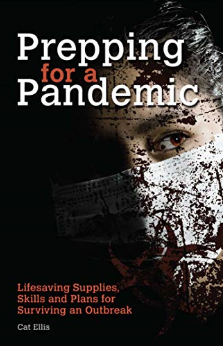 Prepping
for a
Pandemic
Lifesaving Supplies,
Skills and Plans for
Surviving an Outbreak
Cat Ellis